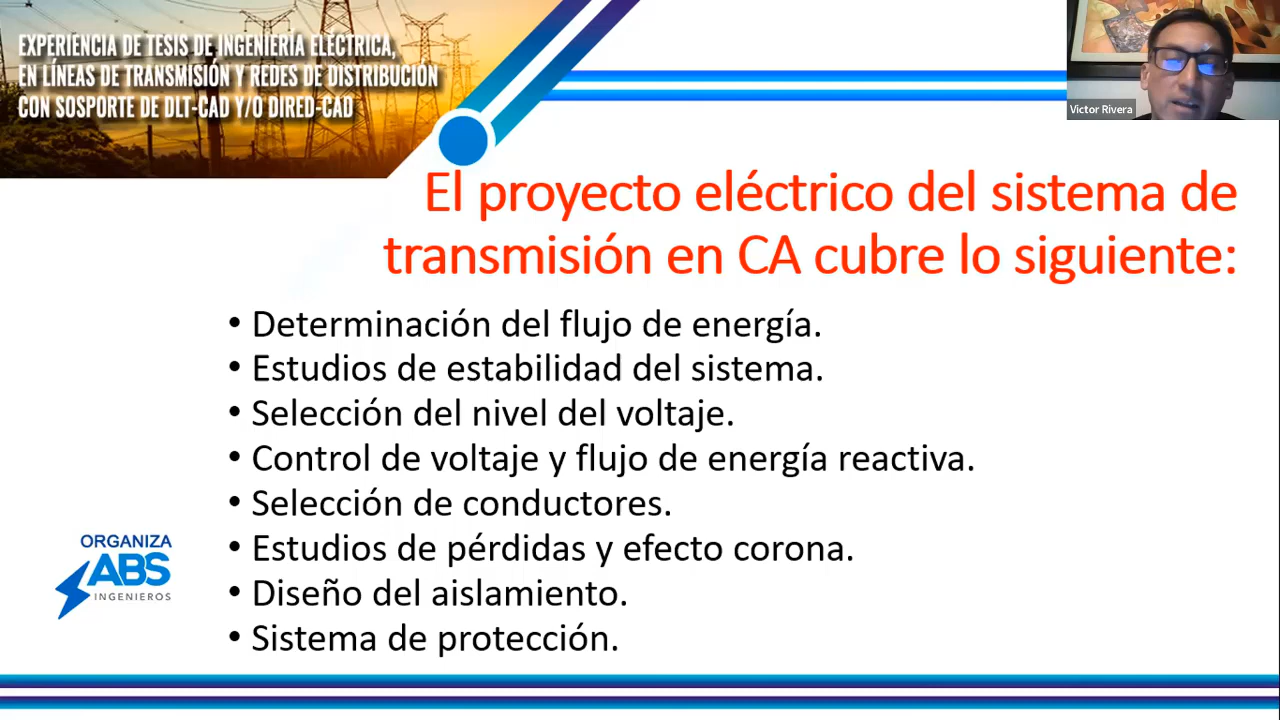 EXPERIENCIA DE TESIS DE INGENIERIA ELÉCTRICA,
EN LÍNEAS DE TRANSMISIÓN Y REDES DE DISTRIBUCIÓN
CON SOSPORTE DE DLT-CAD Y/O DIRED-CAD
Victor Rivera
El proyecto eléctrico del sistema de
transmisión en CA cubre lo siguiente:
• Determinación del flujo de energía.
• Estudios de estabilidad del sistema.
• Selección del nivel del voltaje.
• Control de voltaje y flujo de energía reactiva.
• Selección de conductores.
• Estudios de pérdidas y efecto corona.
• Diseño del aislamiento.
• Sistema de protección.
ORGANIZA
ABS
INGENIEROS